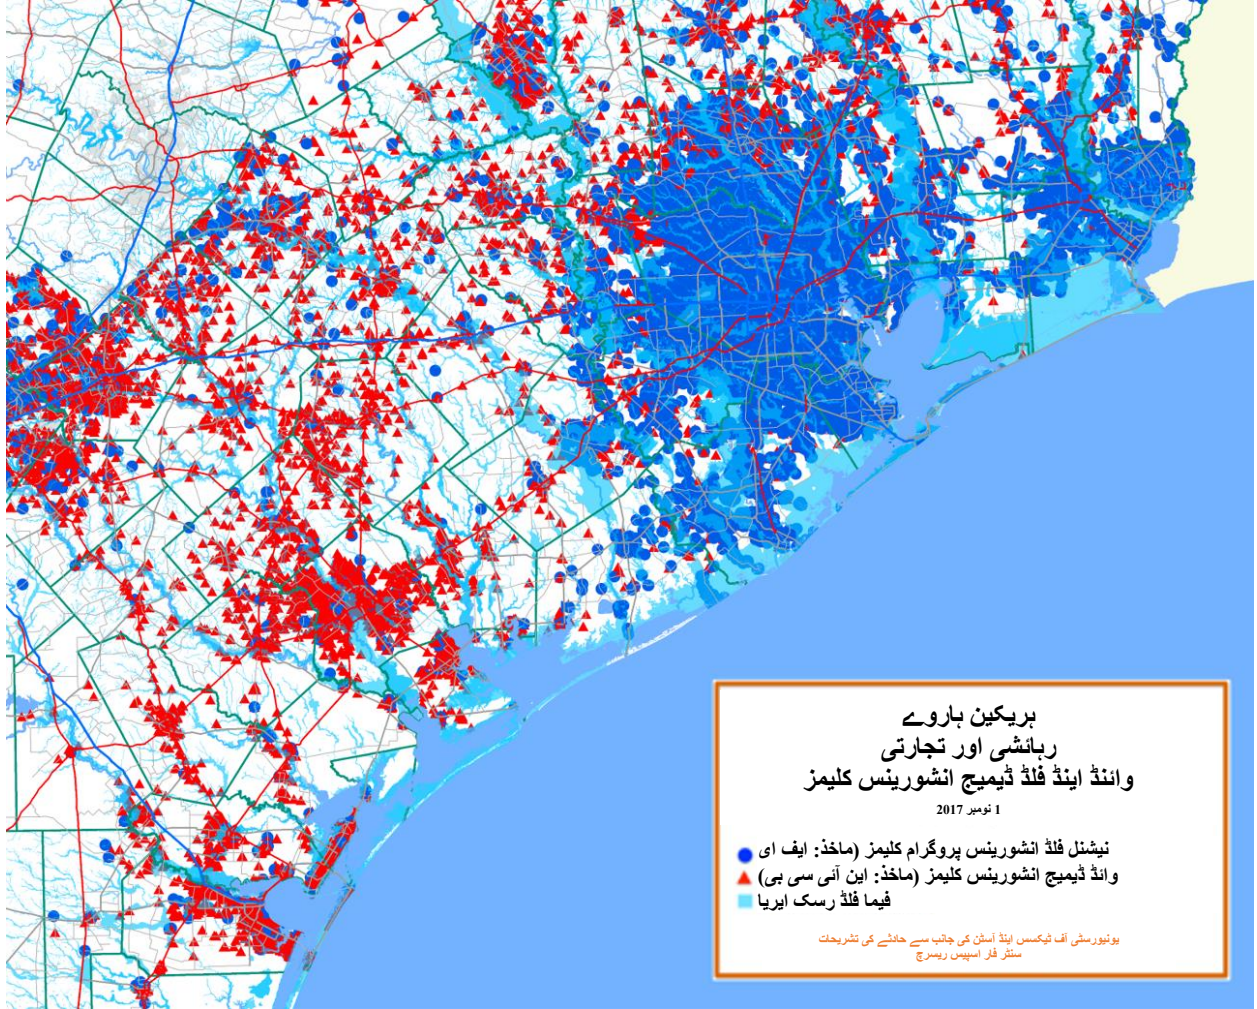 ہریکین ہاروے
رہائشی اور تجارتی
وائنڈ اینڈ فلڈ ڈیمیج انشورینس کلیمز
1 نومبر 2017
نیشنل فلڈ انشورینس پروگرام کلیمز (ماخذ: ایف ای
وائڈ ڈیمیج انشورینس کلیمز (ماخذ: این آئی سی بی)
فیما فلڈ رسک ایریا
یونیورسٹی آف ٹیکسس اینڈ آسٹن کی جانب سے حادثے کی تشریحات
سنٹر فار اسپیس ریسرچ